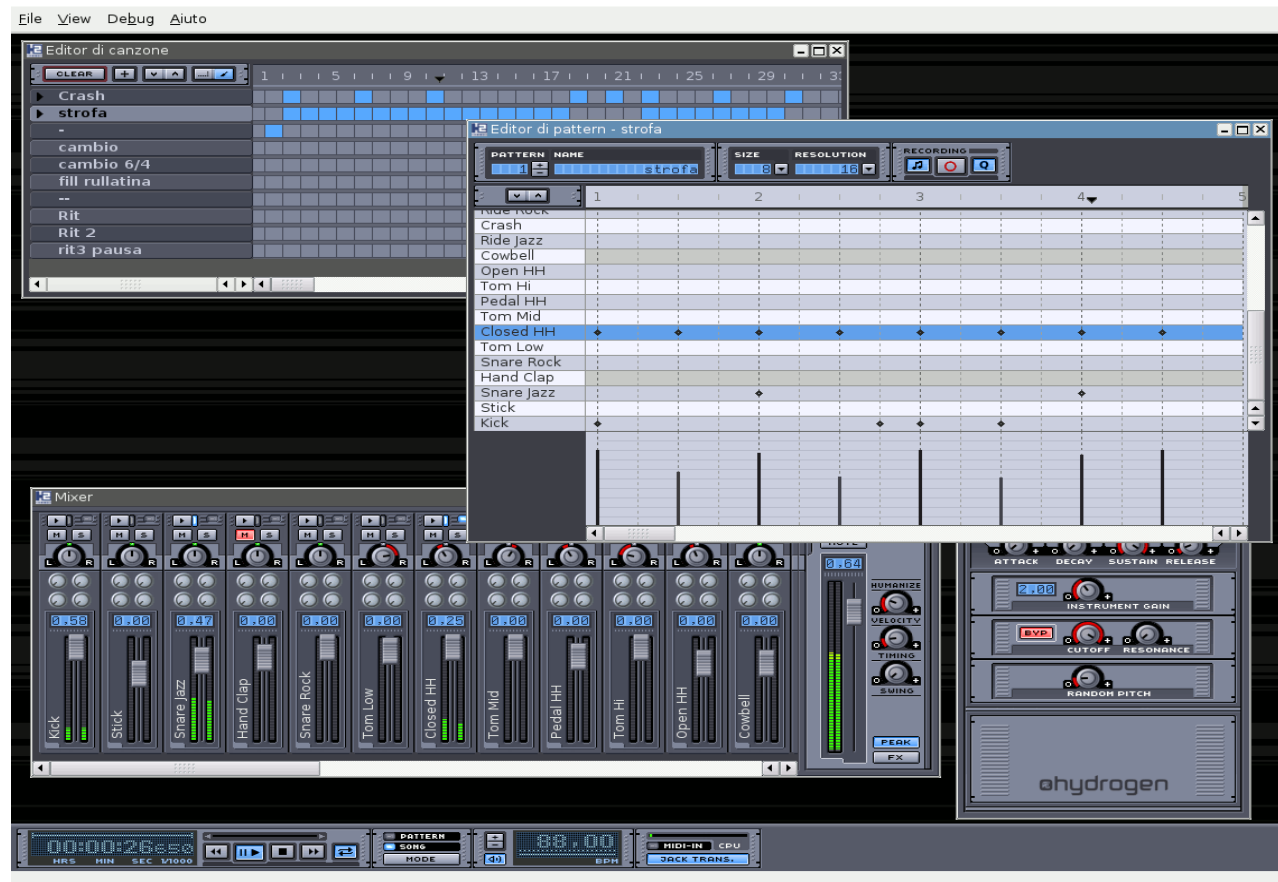 File View Debug Aiuto
Editor di canzone
CLEAR
1 5 9 13 17 21 25 29
Crash
strofa
-
cambio
cambio 6/4
fill rullatina
--
Rit
Rit 2
rit3 pausa
Editor di pattern - strofa
PATTERN NAME
1 strofa
SIZE RESOLUTION
8 16
RECORDING
Q
1 2 3 4 5
Ride Rock
Crash
Ride Jazz
Cowbell
Open HH
Tom Hi
Pedal HH
Tom Mid
Closed HH
Tom Low
Snare Rock
Hand Clap
Snare Jazz
Stick
Kick
Mixer
M S M S M S M S M S M S M S
L R L R L R L R L R L R L R L R L R L R L R L R
0.58 0.00 0.47 0.00 0.00 0.00 0.25 0.00 0.00 0.00 0.00 0.00
Kick
Stick
Snare Jazz
Hand Clap
Snare Rock
Tom Low
Closed HH
Tom Mid
Pedal HH
Tom Hi
Open HH
Cowbell
0.64
HUMANIZE
VELOCITY
TIMING
SWING
PEAK
FX
ATTACK DECAY SUSTAIN RELEASE
2.00
INSTRUMENT GAIN
BYP
CUTOFF RESONANCE
RANDOM PITCH
hydrogen
00:00:26650
HRS MIN SEC 1/1000
PATTERN
SONG
MODE
88,00
BPM
MIDI-IN CPU
JACK TRANS.